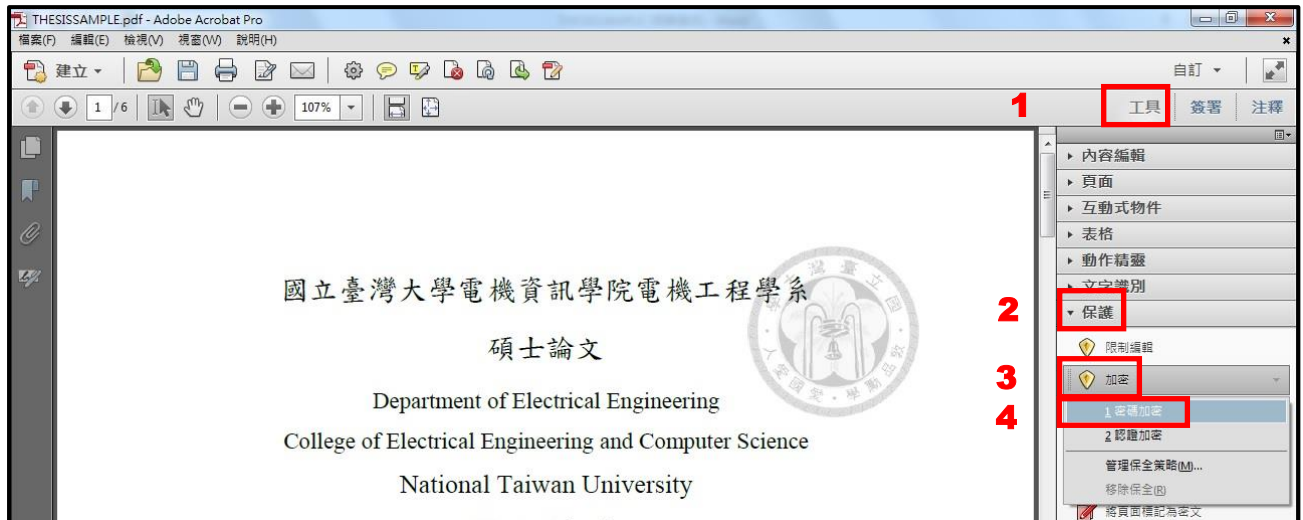 THESISSAMPLE.pdf - Adobe Acrobat Pro
檔案(F) 編輯(E) 檢視(V) 視窗(W) 說明(H)
建立
自訂
1 /6 107%
1
工具 簽署 注釋
內容編輯
頁面
互動式物件
表格
動作精靈
文字識別
2
保護
限制編輯
3
加密
4
1 密碼加密
2 認證加密
管理保全策略(M)...
移除保全(R)
將頁面標記為密文
國立臺灣大學電機資訊學院電機工程學系
碩士論文
Department of Electrical Engineering
College of Electrical Engineering and Computer Science
National Taiwan University